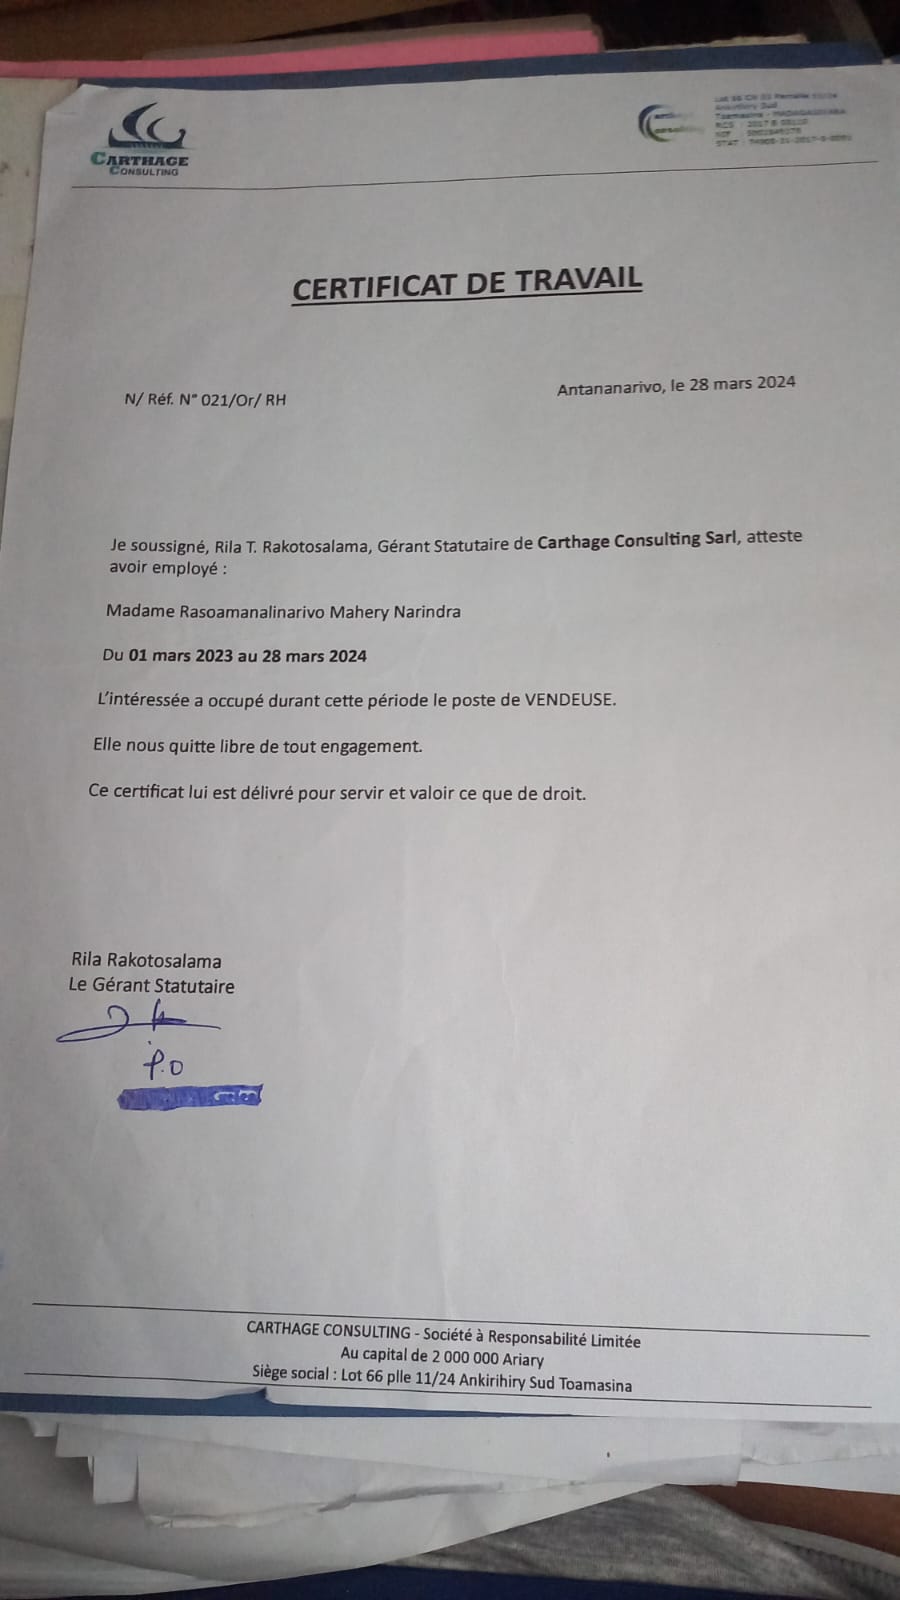 CARTHAGE
CONSULTING
Toamasina - MADAGASCAR
CERTIFICAT DE TRAVAIL
N/ Réf. N° 021/Or/ RH
Antananarivo, le 28 mars 2024
Je soussigné, Rila T. Rakotosalama, Gérant Statutaire de Carthage Consulting Sarl, atteste
avoir employé :
Madame Rasoamanalinarivo Mahery Narindra
Du 01 mars 2023 au 28 mars 2024
L'intéressée a occupé durant cette période le poste de VENDEUSE.
Elle nous quitte libre de tout engagement.
Ce certificat lui est délivré pour servir et valoir ce que de droit.
Rila Rakotosalama
Le Gérant Statutaire
P.O
CARTHAGE CONSULTING - Société à Responsabilité Limitée
Au capital de 2 000 000 Ariary
Siège social : Lot 66 plle 11/24 Ankirihiry Sud Toamasina